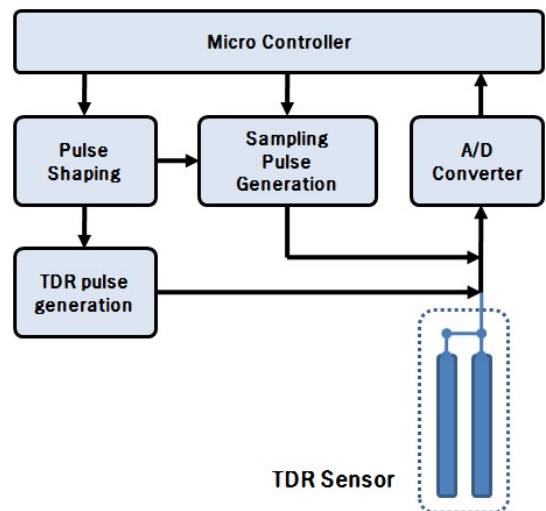 Micro Controller
Pulse
Shaping
Sampling
Pulse
Generation
A/D
Converter
TDR pulse
generation
TDR Sensor